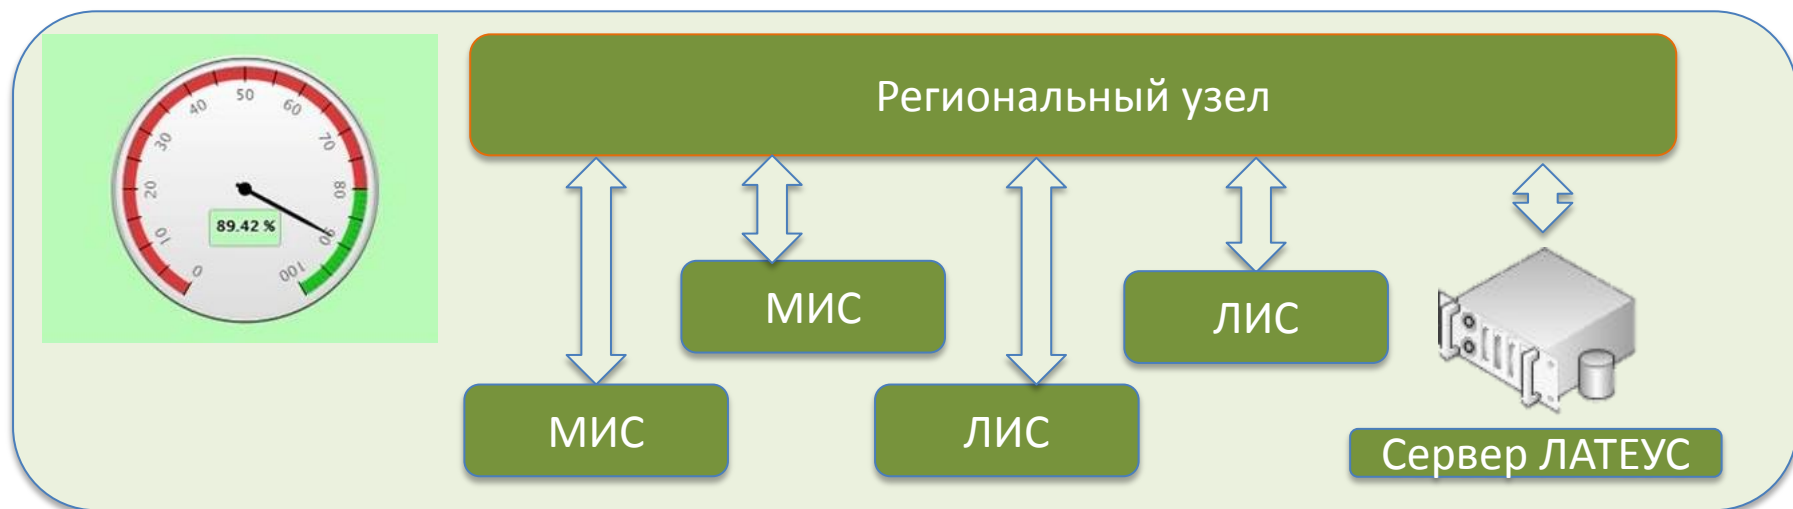 Региональный узел
50
40
60
30
70
20
80
89.42 %
10
90
0
100
МИС
ЛИС
МИС
ЛИС
Сервер ЛАТЕУС